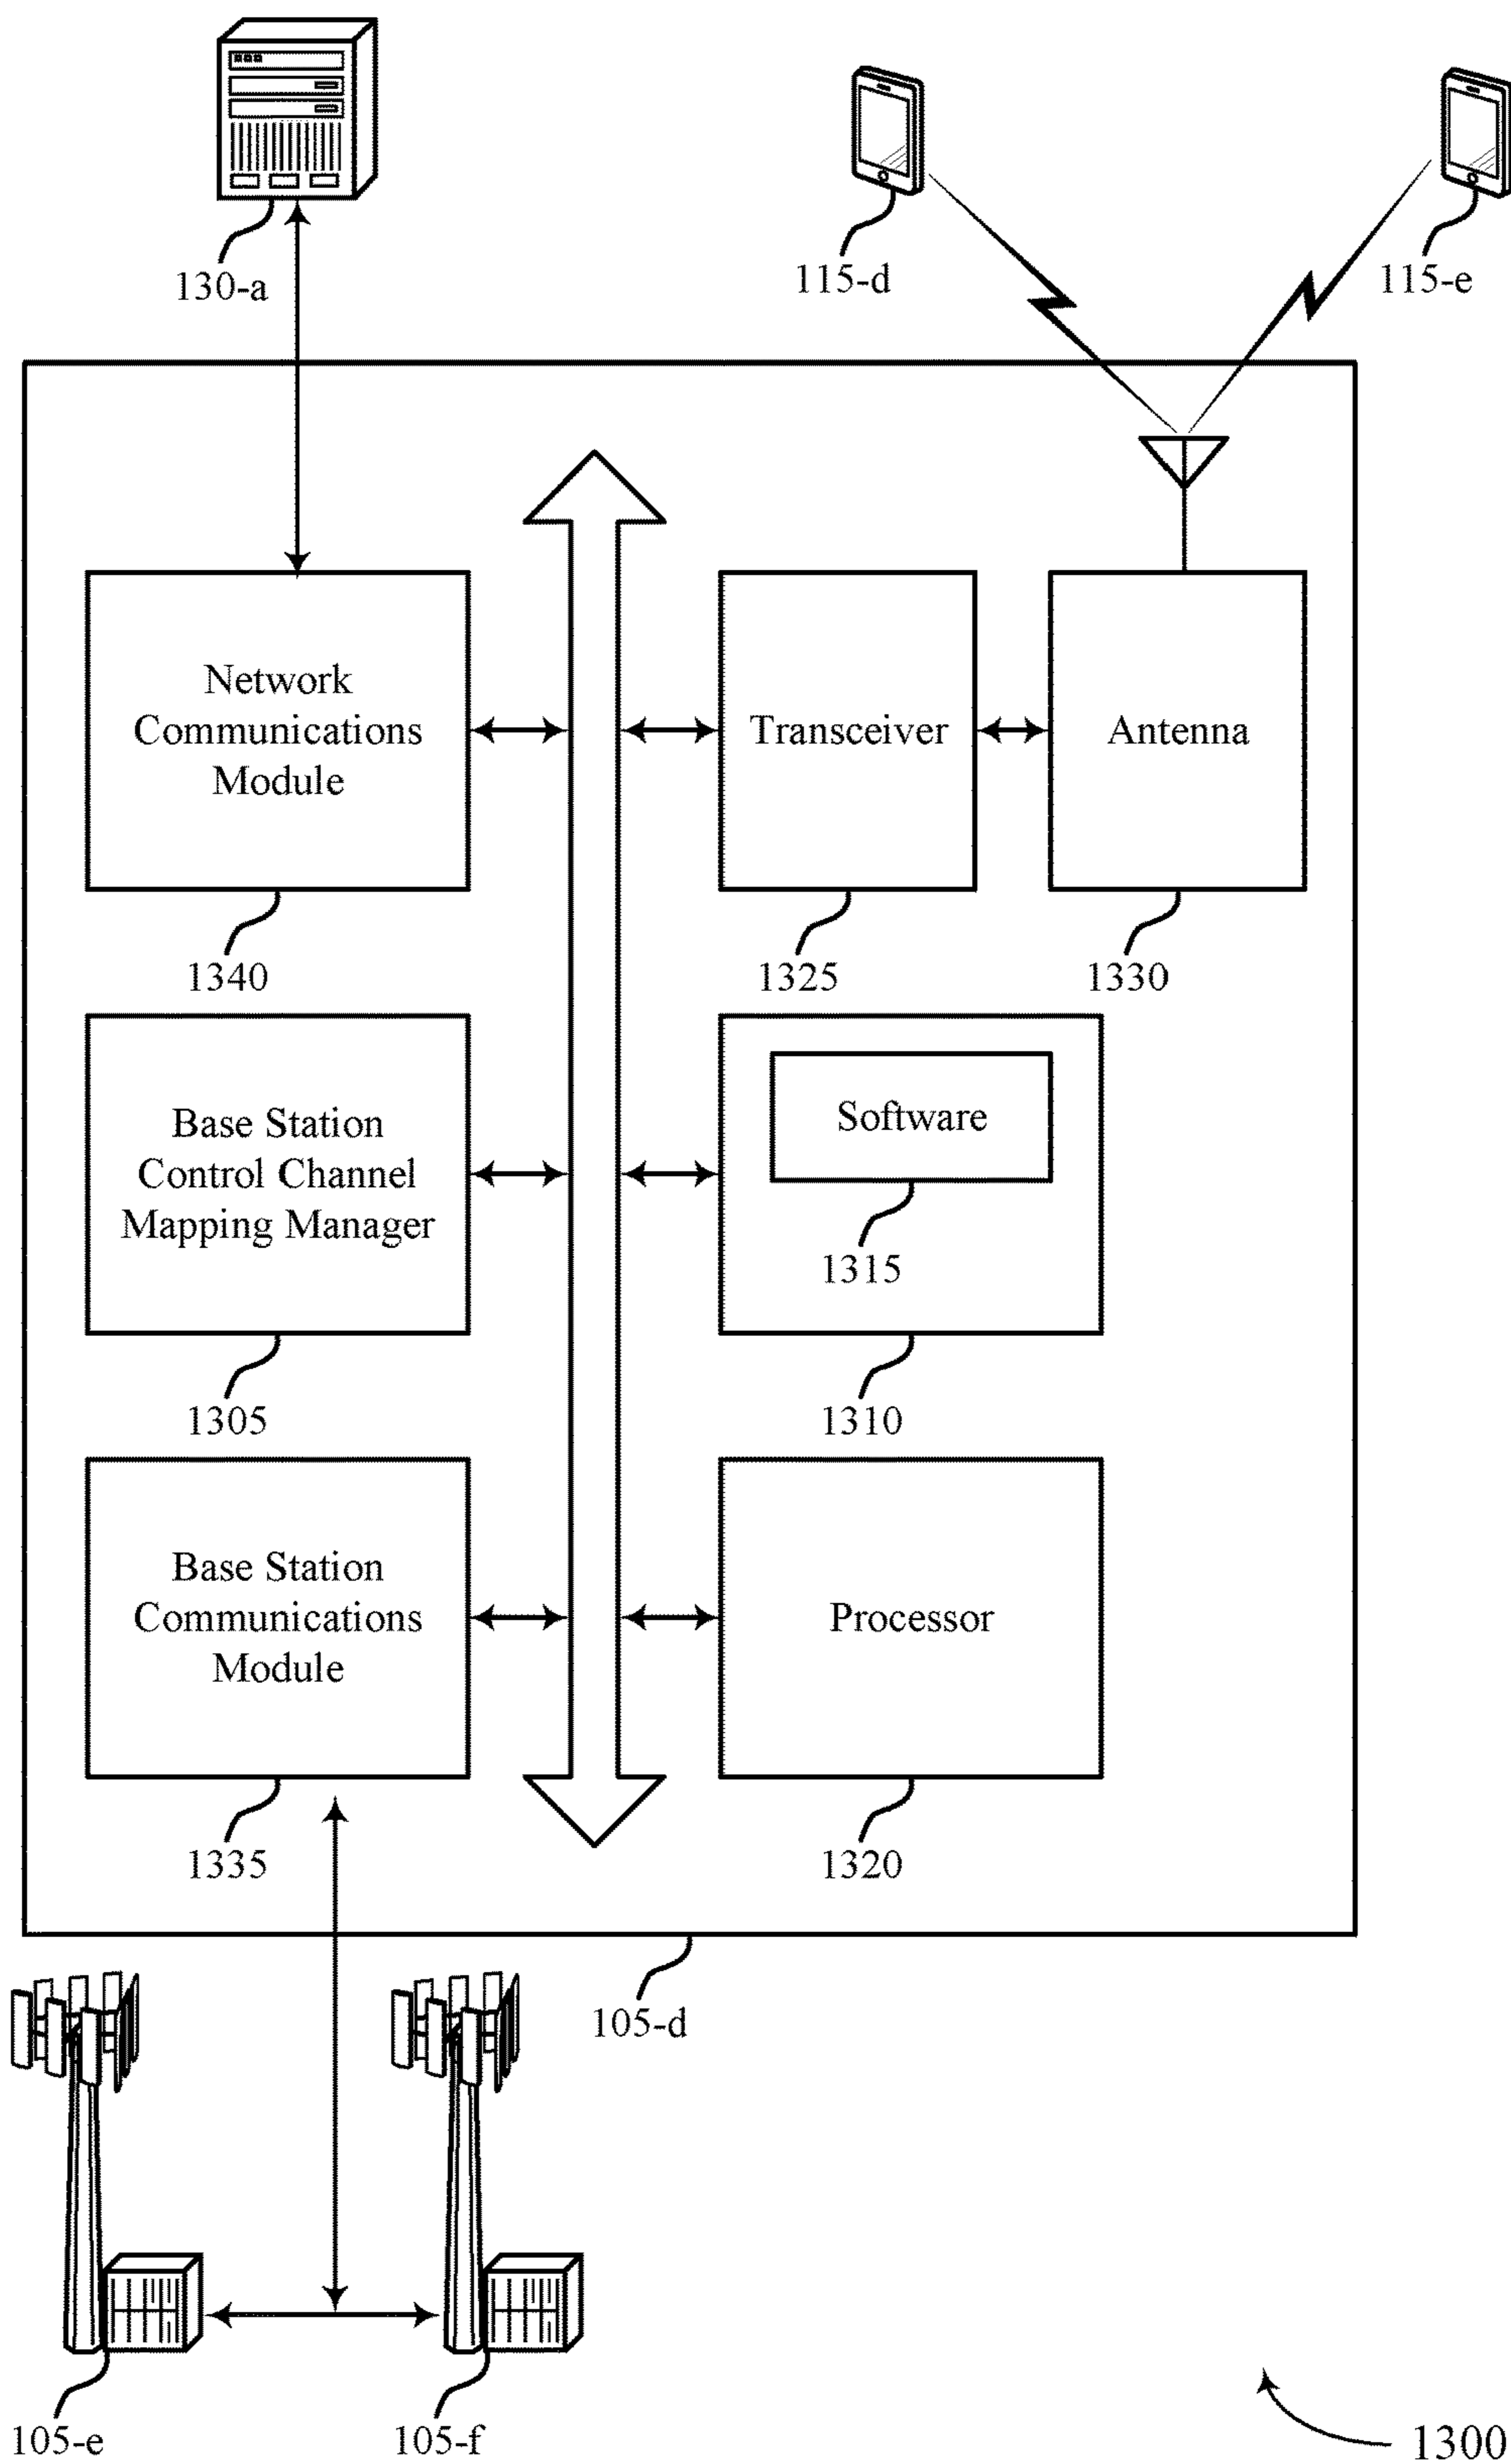 130-a
115-d
115-e
Network
Communications
Module
Transceiver
Antenna
1340
1325
1330
Base Station
Control Channel
Mapping Manager
Software
1315
1305
1310
Base Station
Communications
Module
Processor
1335
1320
105-d
105-e
105-f
1300